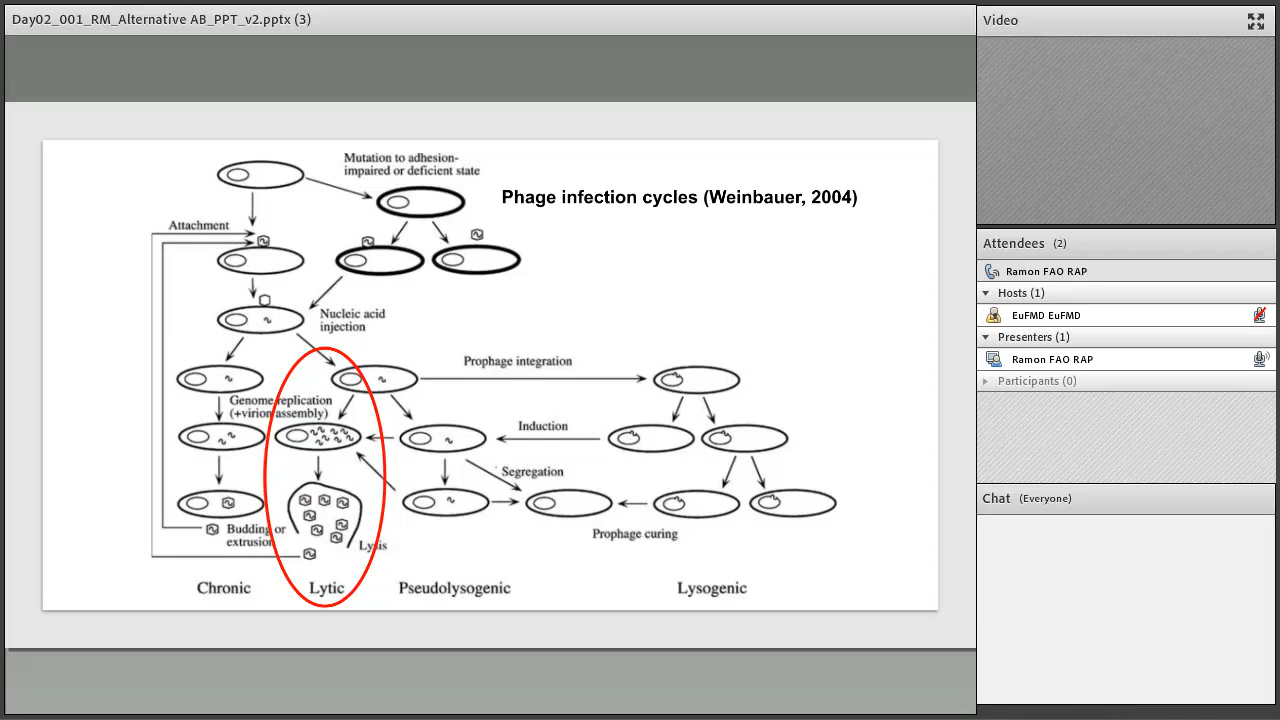 Day02_001_RM_Alternative AB_PPT_v2.pptx (3)
Mutation to adhesion-
impaired or deficient state
Phage infection cycles (Weinbauer, 2004)
Attachment
Nucleic acid
injection
Prophage integration
Genome replication
(+virion assembly)
Induction
Segregation
Budding or
extrusion
Lysis
Prophage curing
Chronic
Lytic
Pseudolysogenic
Lysogenic
Video
Attendees (2)
Ramon FAO RAP
Hosts (1)
EuFMD EuFMD
Presenters (1)
Ramon FAO RAP
Participants (0)
Chat (Everyone)